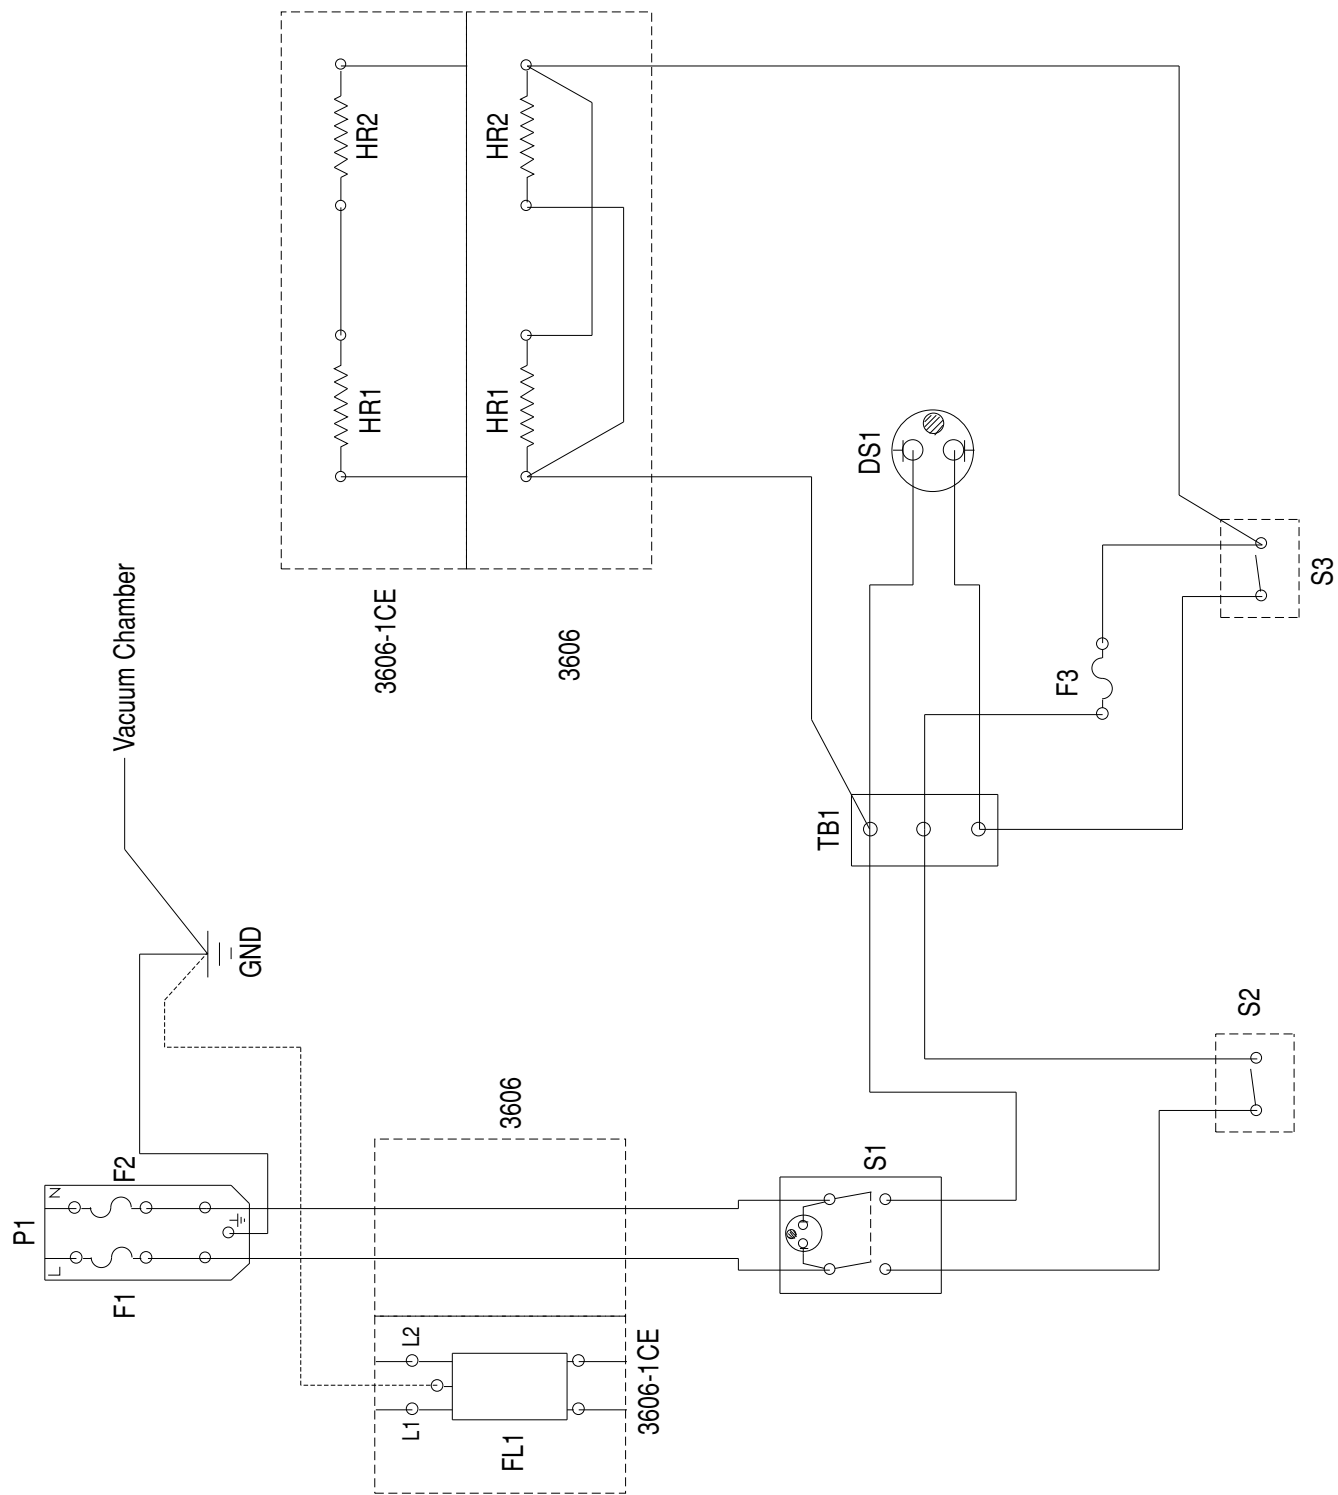 P1
L
N
F1
F2
GND
Vacuum Chamber
3606-1CE
3606
HR1
HR2
HR1
HR2
3606
3606-1CE
L1
L2
FL1
S1
S2
TB1
DS1
F3
S3